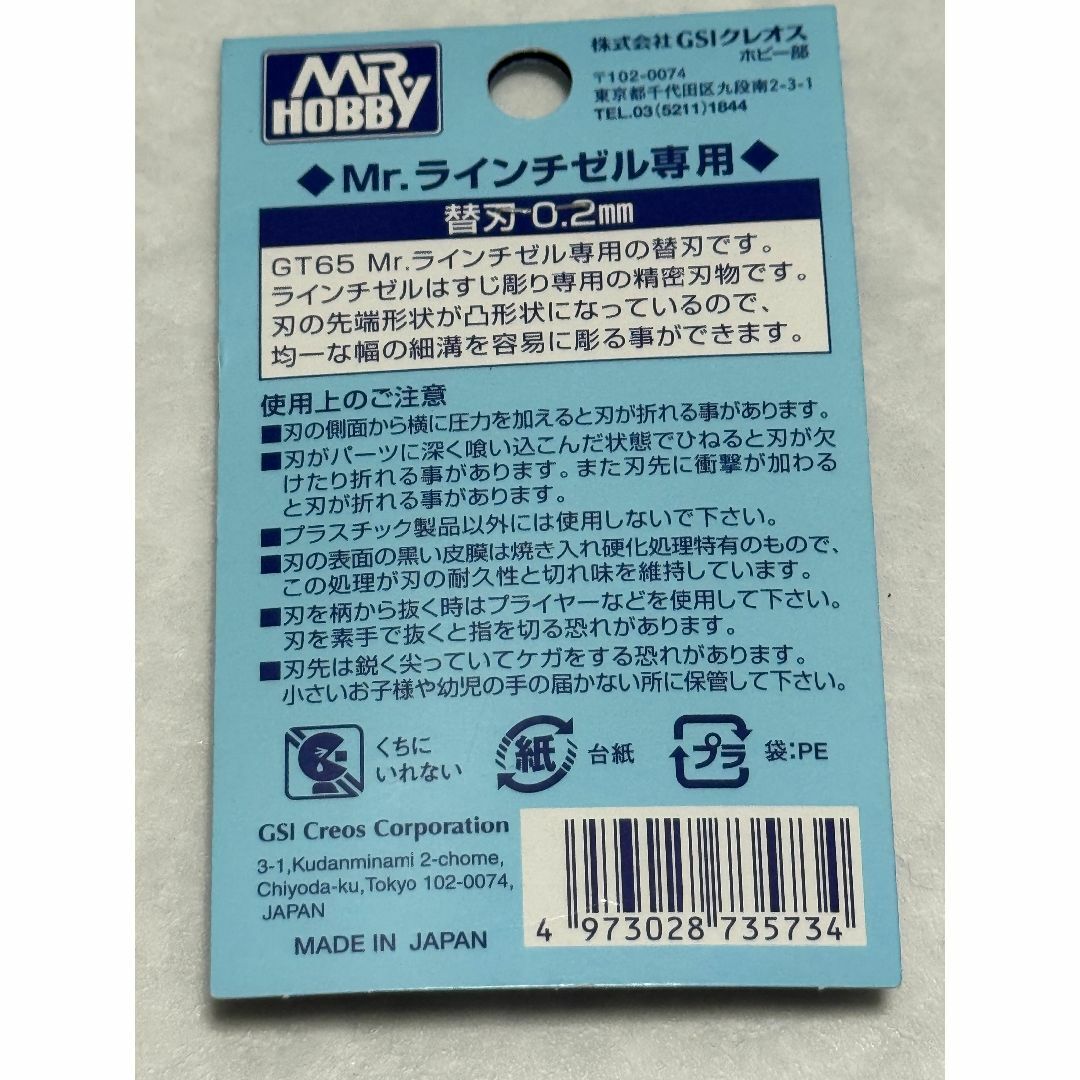 MR. HOBBY
株式会社 GSIクレオス
ホビー部
〒102-0074
東京都千代田区九段南2-3-1
TEL.03(5211)1844
◆Mr.ラインチゼル専用◆
替刃 0.2㎜
GT65 Mr.ラインチゼル専用の替刃です。
ラインチゼルはすじ彫り専用の精密刃物です。
刃の先端形状が凸形状になっているので、
均一な幅の細溝を容易に彫る事ができます。
使用上のご注意
■刃の側面から横に圧力を加えると刃が折れる事があります。
■刃がパーツに深く喰い込こんだ状態でひねると刃が欠
けたり折れる事があります。また刃先に衝撃が加わる
と刃が折れる事があります。
■プラスチック製品以外には使用しないで下さい。
■刃の表面の黒い皮膜は焼き入れ硬化処理特有のもので、
この処理が刃の耐久性と切れ味を維持しています。
■刃を柄から抜く時はプライヤーなどを使用して下さい。
刃を素手で抜くと指を切る恐れがあります。
■刃先は鋭く尖っていてケガをする恐れがあります。
小さいお子様や幼児の手の届かない所に保管して下さい。
くちに
いれない
紙 台紙
プラ 袋:PE
GSI Creos Corporation
3-1,Kudanminami 2-chome,
Chiyoda-ku,Tokyo 102-0074,
JAPAN
MADE IN JAPAN
4 973028 735734